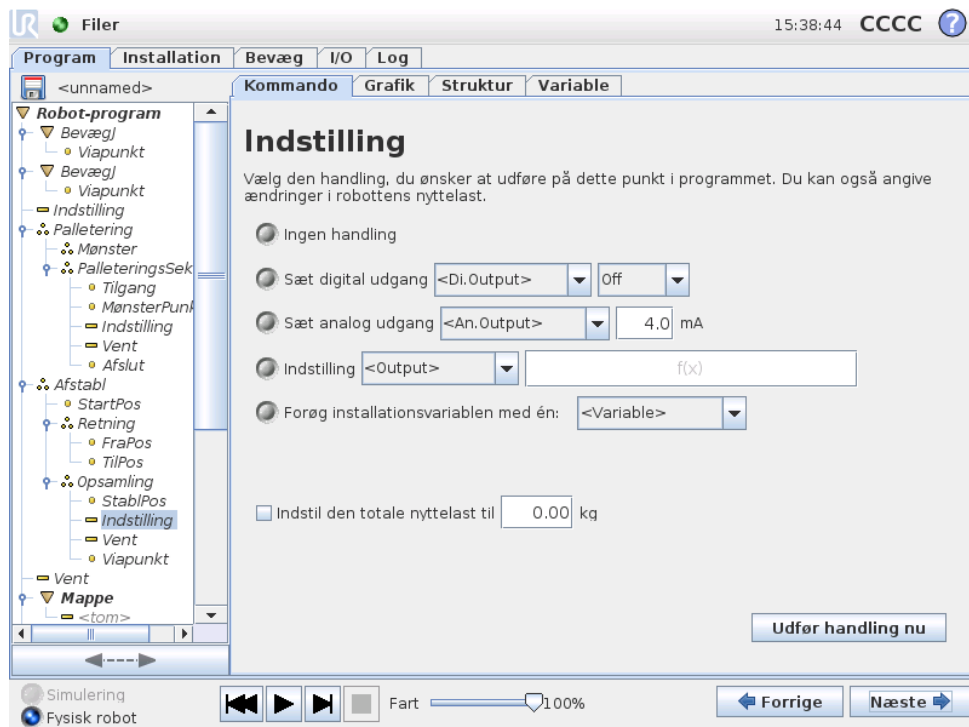 UR Filer 15:38:44 CCCC ?
Program Installation Bevæg I/O Log
<unnamed>
Kommando Grafik Struktur Variable
Robot-program
BevægJ
Viapunkt
BevægJ
Viapunkt
Indstilling
Palletering
Mønster
PalleteringsSek
Tilgang
MønsterPunk
Indstilling
Vent
Afslut
Afstabl
StartPos
Retning
FraPos
TilPos
Opsamling
StablPos
Indstilling
Vent
Viapunkt
Vent
Mappe
<tom>
Indstilling
Vælg den handling, du ønsker at udføre på dette punkt i programmet. Du kan også angive
ændringer i robottens nyttelast.
Ingen handling
Sæt digital udgang <Di.Output> Off
Sæt analog udgang <An.Output> 4.0 mA
Indstilling <Output> f(x)
Forøg installationsvariablen med én: <Variable>
Indstil den totale nyttelast til 0.00 kg
Udfør handling nu
Simulering
Fysisk robot
Fart 100%
Forrige Næste